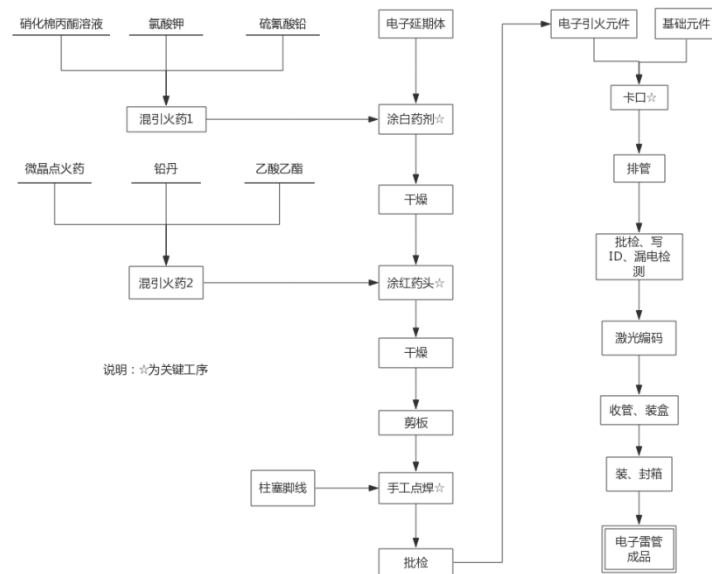 硝化棉丙酮溶液
氯酸钾
硫氰酸铅
电子延期体
电子引火元件
基础元件
混引火药1
涂白药剂☆
卡口☆
微晶点火药
铅丹
乙酸乙酯
干燥
排管
混引火药2
涂红药头☆
批检、写
ID、漏电检
测
说明：☆为关键工序
干燥
激光编码
剪板
收管、装盒
柱塞脚线
手工点焊☆
装、封箱
批检
电子雷管
成品